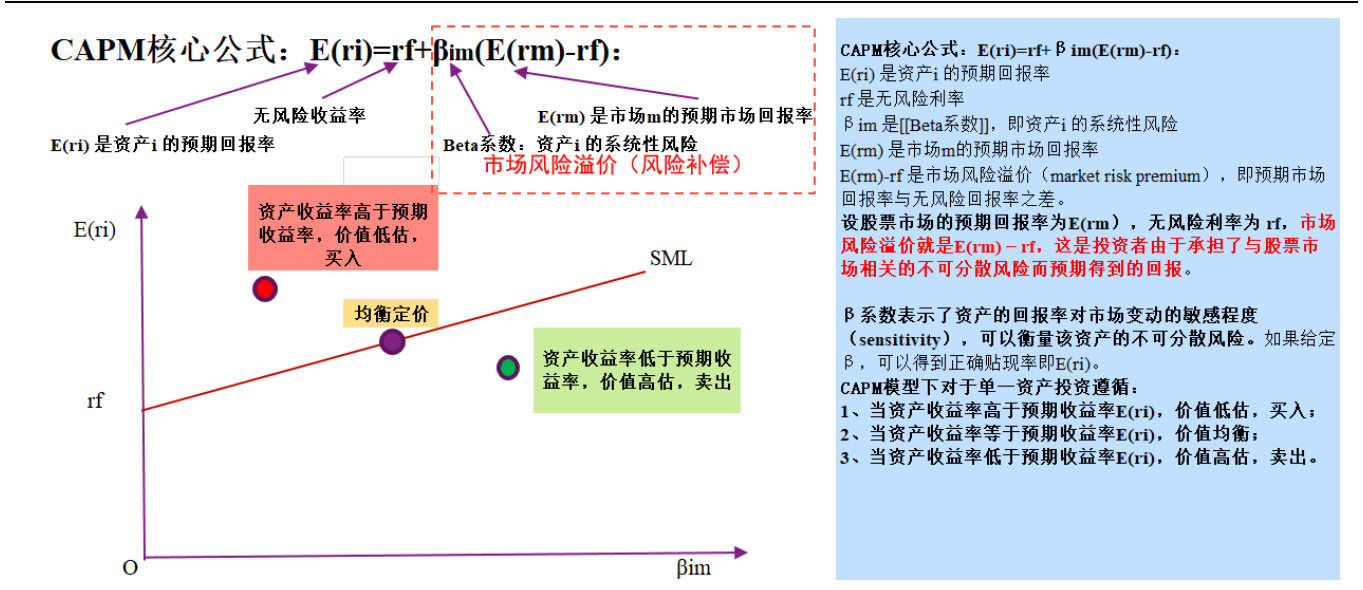 CAPM核心公式：E(ri)=rf+βim(E(rm)-rf)：
无风险收益率
E(rm) 是市场m的预期市场回报率
E(ri) 是资产i 的预期回报率
Beta系数：资产i 的系统性风险
市场风险溢价（风险补偿）
E(ri)
资产收益率高于预期
收益率，价值低估，
买入
SML
均衡定价
资产收益率低于预期收
益率，价值高估，卖出
rf
O
βim
CAPM核心公式：E(ri)=rf+βim(E(rm)-rf)：
E(ri) 是资产i 的预期回报率
rf 是无风险利率
βim 是[[Beta系数]]，即资产i 的系统性风险
E(rm) 是市场m的预期市场回报率
E(rm)-rf 是市场风险溢价（market risk premium），即预期市场
回报率与无风险回报率之差。
设股票市场的预期回报率为E(rm），无风险利率为 rf，市场
风险溢价就是E(rm) − rf，这是投资者由于承担了与股票市
场相关的不可分散风险而预期得到的回报。
β系数表示了资产的回报率对市场变动的敏感程度
（sensitivity），可以衡量该资产的不可分散风险。如果给定
β，可以得到正确贴现率即E(ri)。
CAPM模型下对于单一资产投资遵循：
1、当资产收益率高于预期收益率E(ri)，价值低估，买入；
2、当资产收益率等于预期收益率E(ri)，价值均衡；
3、当资产收益率低于预期收益率E(ri)，价值高估，卖出。